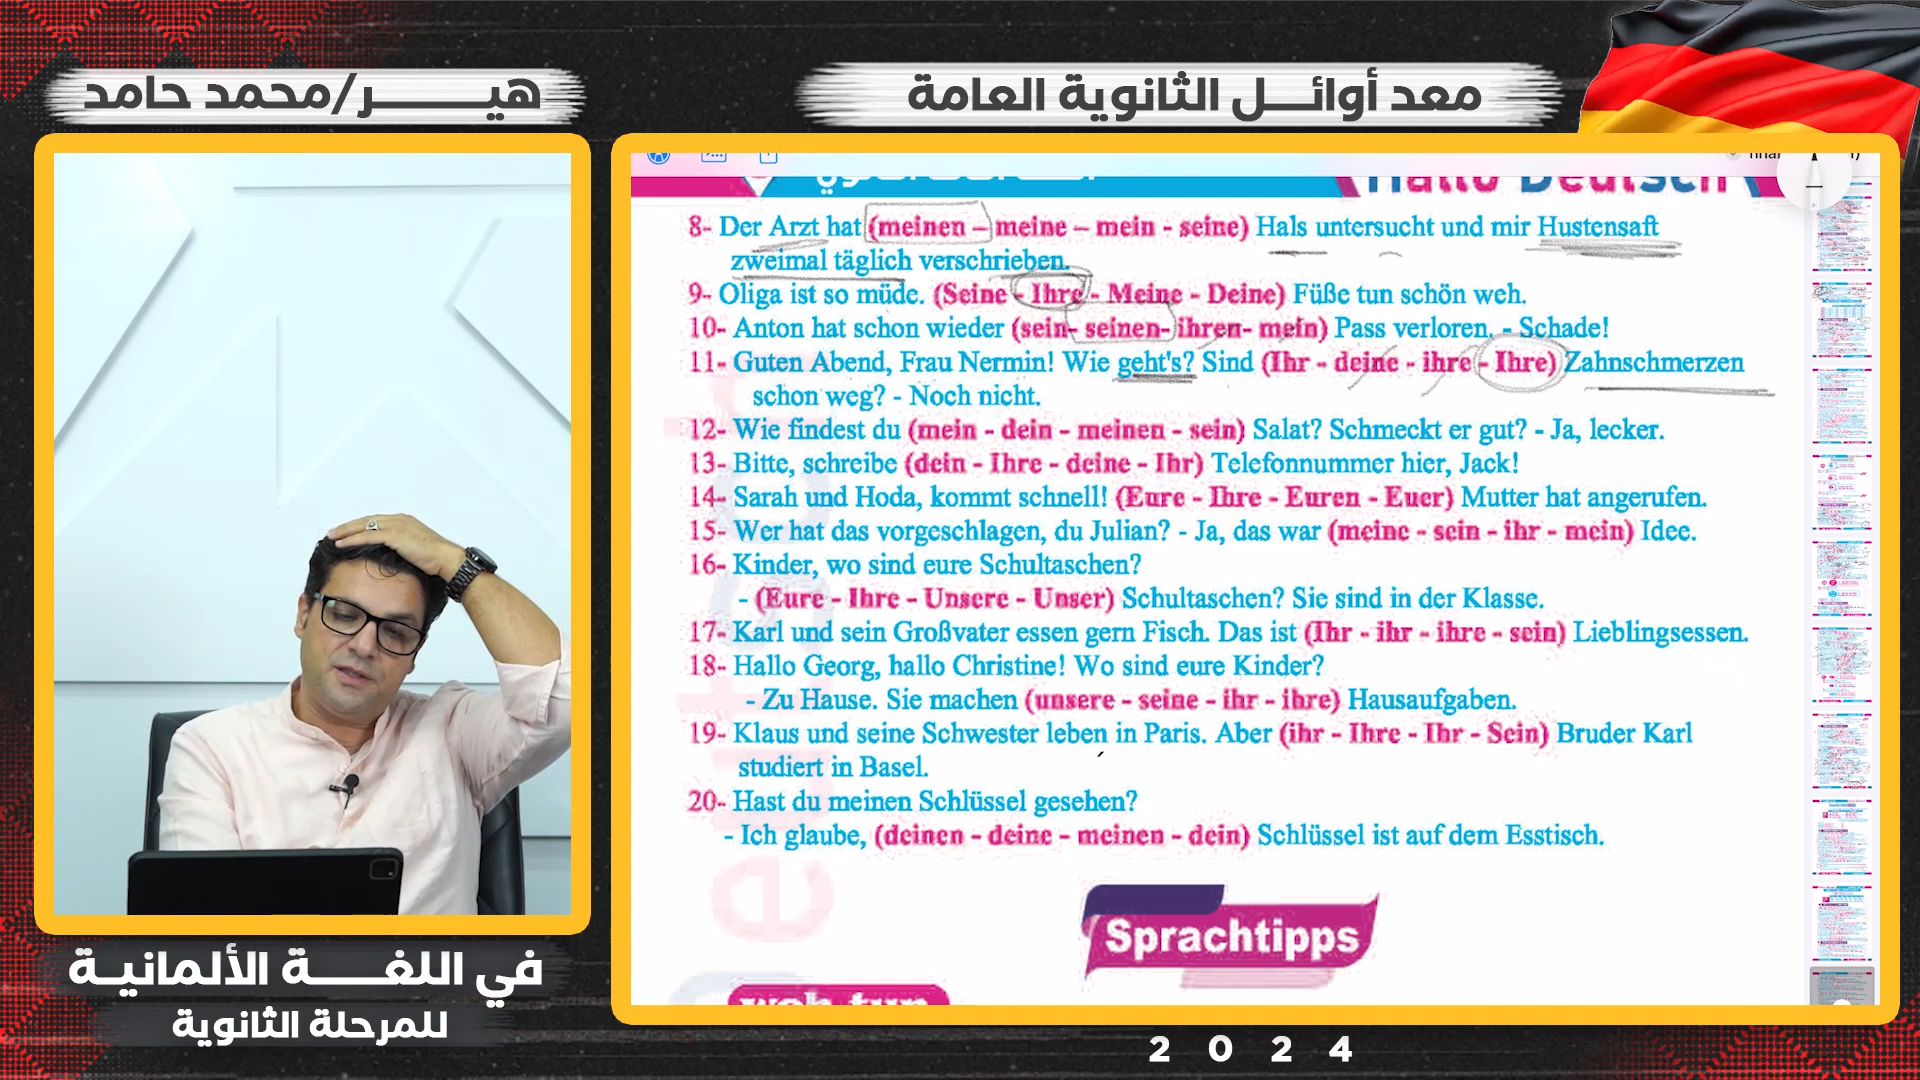 هيـــر/محمد حامد
معد أوائـــل الثانوية العامة
Hallo Deutsch
8- Der Arzt hat (meinen – meine – mein - seine) Hals untersucht und mir Hustensaft
zweimal täglich verschrieben.
9- Oliga ist so müde. (Seine - Ihre - Meine - Deine) Füße tun schön weh.
10- Anton hat schon wieder (sein- seinen- ihren- mein) Pass verloren. - Schade!
11- Guten Abend, Frau Nermin! Wie geht's? Sind (Ihr - deine - ihre - Ihre) Zahnschmerzen
schon weg? - Noch nicht.
12- Wie findest du (mein - dein - meinen - sein) Salat? Schmeckt er gut? - Ja, lecker.
13- Bitte, schreibe (dein - Ihre - deine - Ihr) Telefonnummer hier, Jack!
14- Sarah und Hoda, kommt schnell! (Eure - Ihre - Euren - Euer) Mutter hat angerufen.
15- Wer hat das vorgeschlagen, du Julian? - Ja, das war (meine - sein - ihr - mein) Idee.
16- Kinder, wo sind eure Schultaschen?
- (Eure - Ihre - Unsere - Unser) Schultaschen? Sie sind in der Klasse.
17- Karl und sein Großvater essen gern Fisch. Das ist (Ihr - ihr - ihre - sein) Lieblingsessen.
18- Hallo Georg, hallo Christine! Wo sind eure Kinder?
- Zu Hause. Sie machen (unsere - seine - ihr - ihre) Hausaufgaben.
19- Klaus und seine Schwester leben in Paris. Aber (ihr - Ihre - Ihr - Sein) Bruder Karl
studiert in Basel.
20- Hast du meinen Schlüssel gesehen?
- Ich glaube, (deinen - deine - meinen - dein) Schlüssel ist auf dem Esstisch.
Sprachtipps
في اللغـــة الألمانيـة
للمرحلة الثانوية
2024